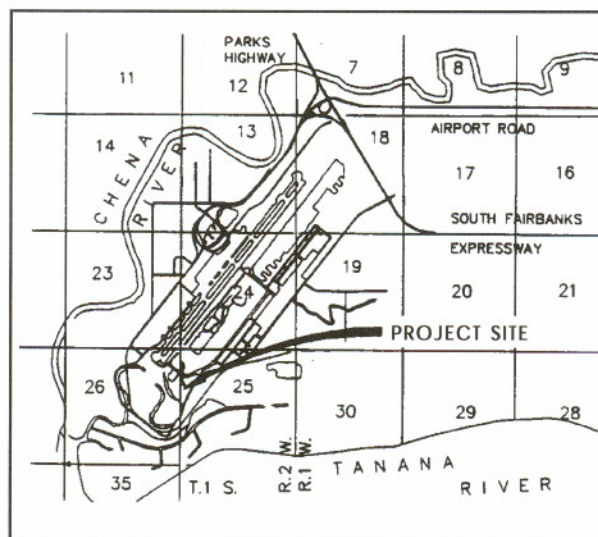 PARKS
HIGHWAY
7
8
9
11
12
13
18
AIRPORT ROAD
14
17
16
CHENA
RIVER
SOUTH FAIRBANKS
EXPRESSWAY
23
19
24
20
21
PROJECT SITE
26
25
30
29
28
R.2 W.
R.1 W.
TANANA
RIVER
35
T.1 S.